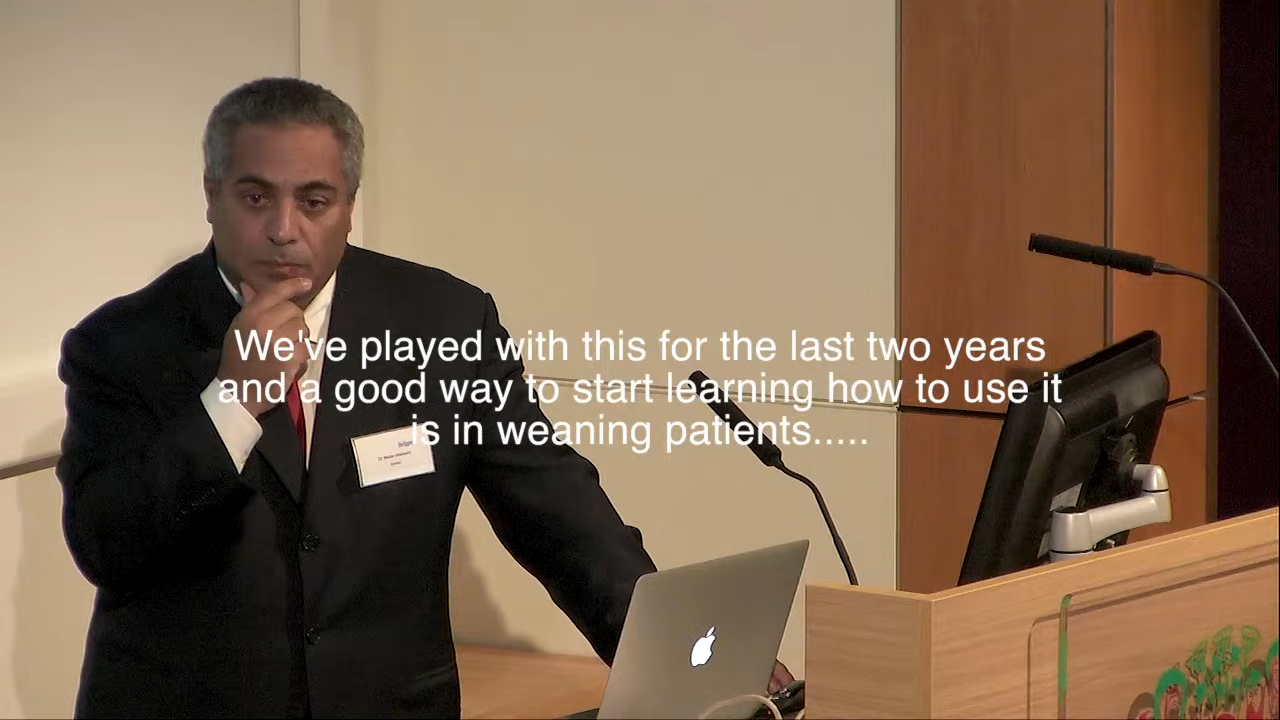 We've played with this for the last two years
and a good way to start learning how to use it
is in weaning patients.....